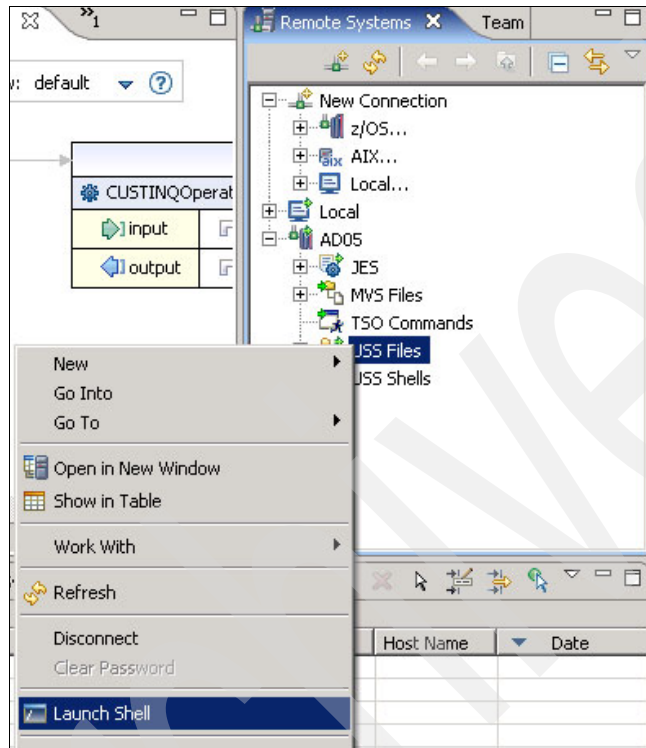 »1
Remote Systems
Team
w: default
New Connection
z/OS...
AIX...
Local...
Local
AD05
JES
MVS Files
TSO Commands
USS Files
USS Shells
CUSTINQOperat
input
output
New
Go Into
Go To
Open in New Window
Show in Table
Work With
Refresh
Disconnect
Clear Password
Launch Shell
Host Name
Date